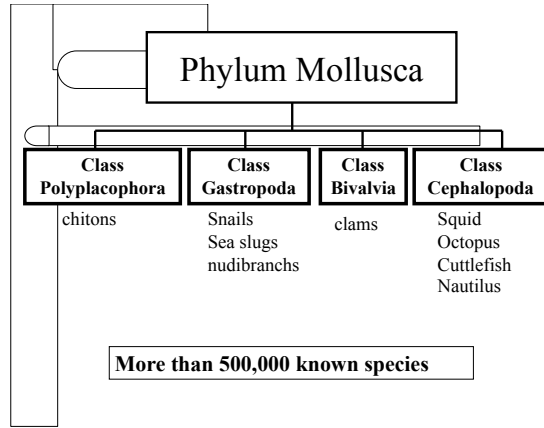 Phylum Mollusca
Class
Polyplacophora
chitons
Class
Gastropoda
Snails
Sea slugs
nudibranchs
Class
Bivalvia
clams
Class
Cephalopoda
Squid
Octopus
Cuttlefish
Nautilus
More than 500,000 known species